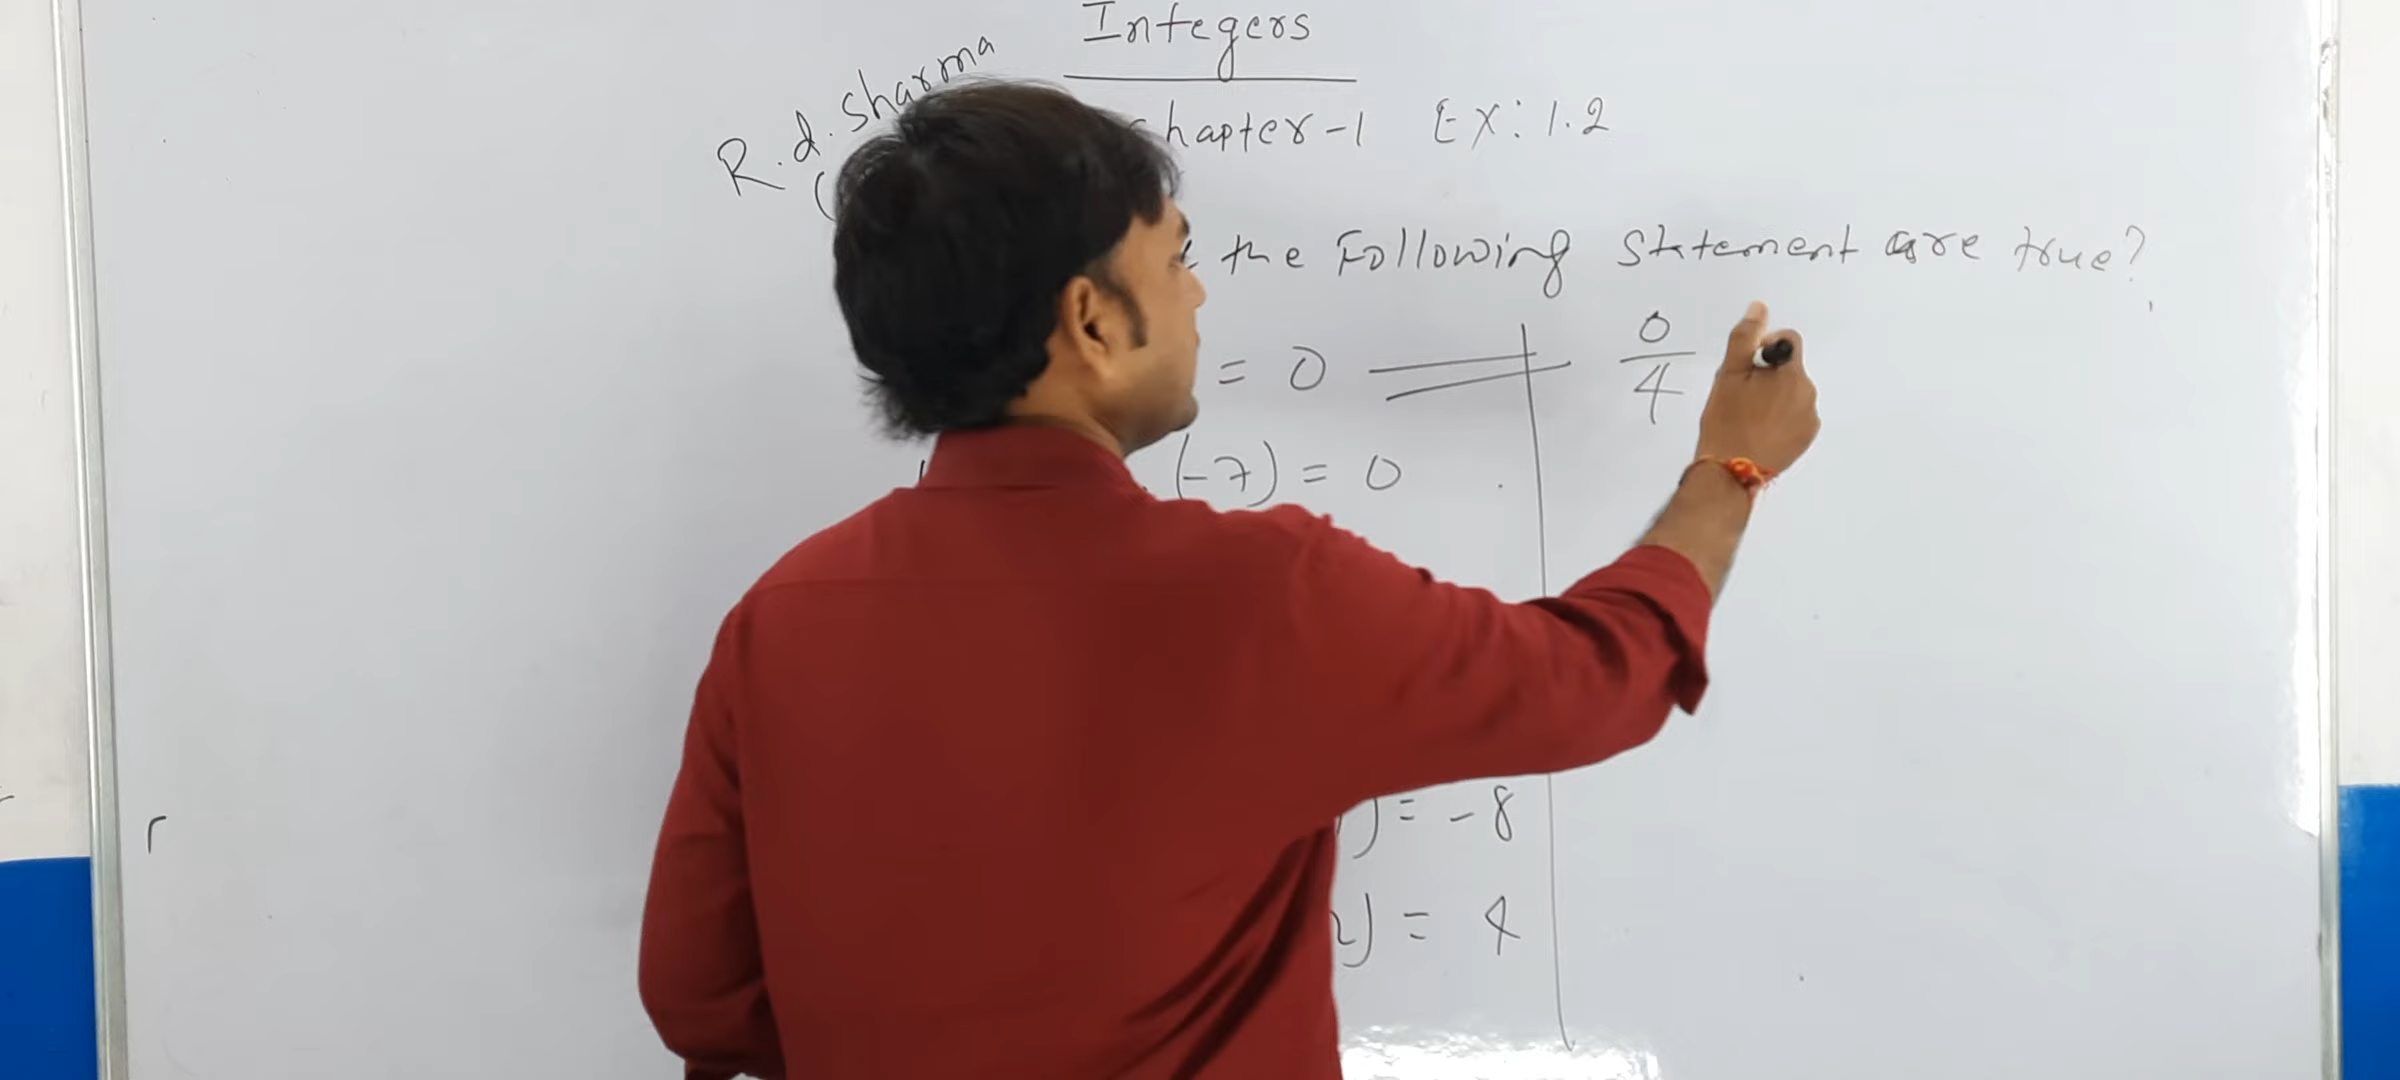 Integers
R.d. Sharma
Chapter-1 Ex: 1.2
the Following Statement are true?
= 0
0/4
(-7) = 0
) = -8
2) = 4